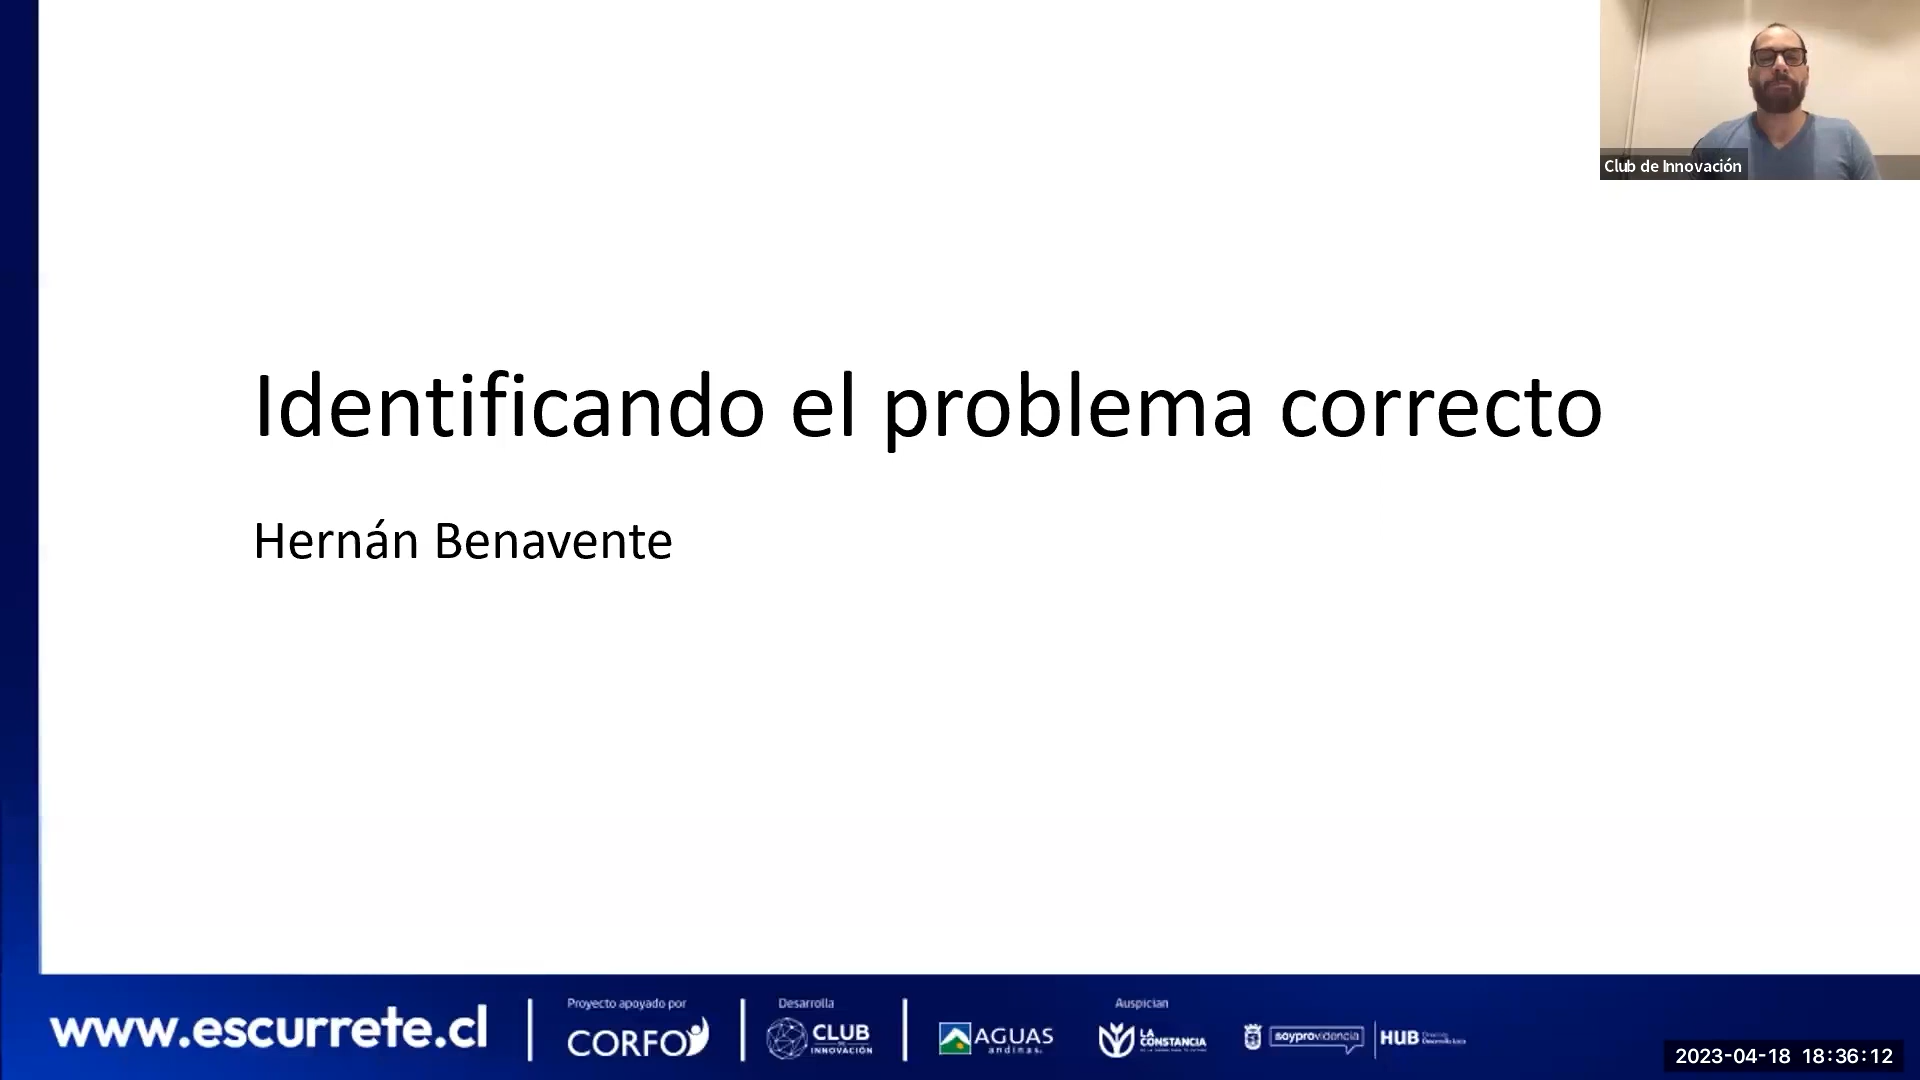 Club de Innovación
Identificando el problema correcto
Hernán Benavente
www.escurrete.cl
Proyecto apoyado por
CORFO
Desarrolla
CLUB
DE
INNOVACIÓN
AGUAS
andinas
Auspician
LA
CONSTANCIA
soyprovidencia
HUB
2023-04-18 18:36:12